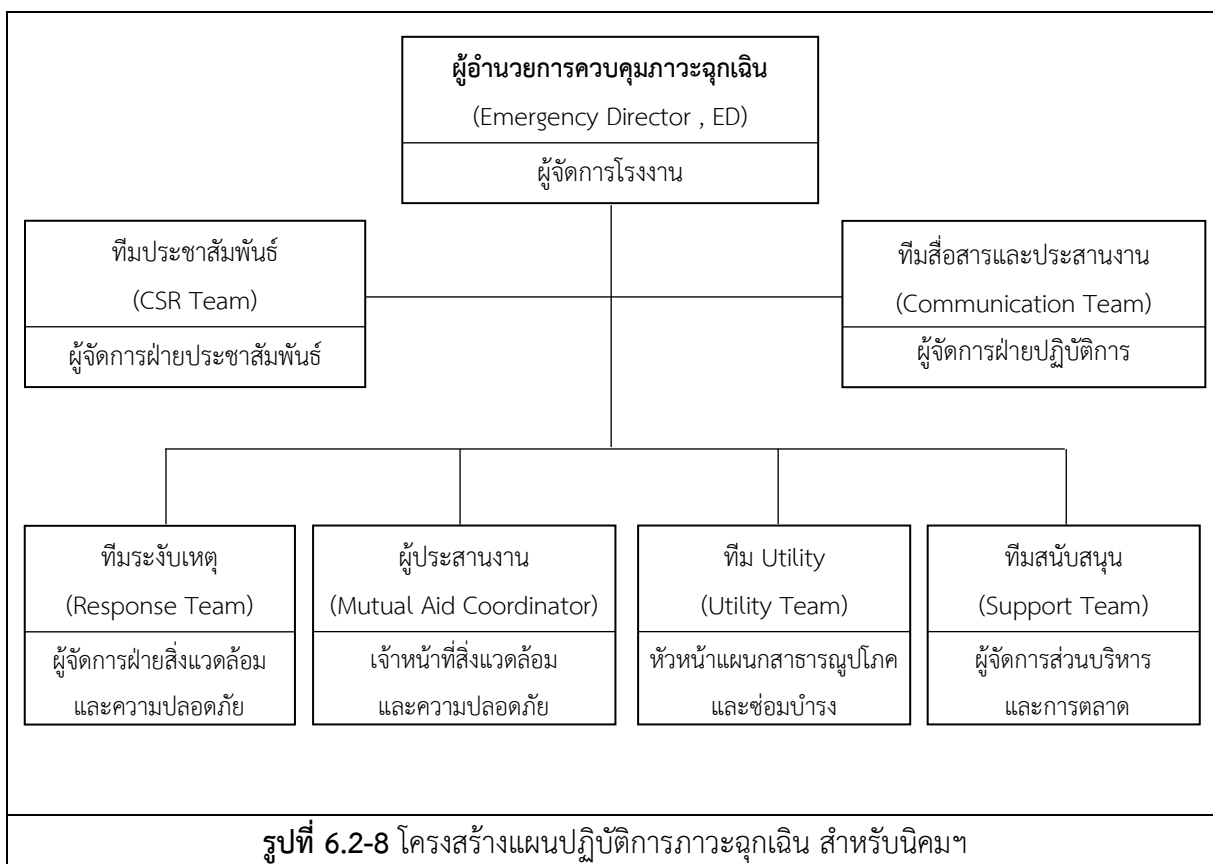 ผู้อำนวยการควบคุมภาวะฉุกเฉิน
(Emergency Director , ED)
ผู้จัดการโรงงาน
ทีมประชาสัมพันธ์
(CSR Team)
ผู้จัดการฝ่ายประชาสัมพันธ์
ทีมสื่อสารและประสานงาน
(Communication Team)
ผู้จัดการฝ่ายปฏิบัติการ
ทีมระงับเหตุ
(Response Team)
ผู้จัดการฝ่ายสิ่งแวดล้อม
และความปลอดภัย
ผู้ประสานงาน
(Mutual Aid Coordinator)
เจ้าหน้าที่สิ่งแวดล้อม
และความปลอดภัย
ทีม Utility
(Utility Team)
หัวหน้าแผนกสาธารณูปโภค
และซ่อมบำรง
ทีมสนับสนุน
(Support Team)
ผู้จัดการส่วนบริหาร
และการตลาด
รูปที่ 6.2-8 โครงสร้างแผนปฏิบัติการภาวะฉุกเฉิน สำหรับนิคมฯ